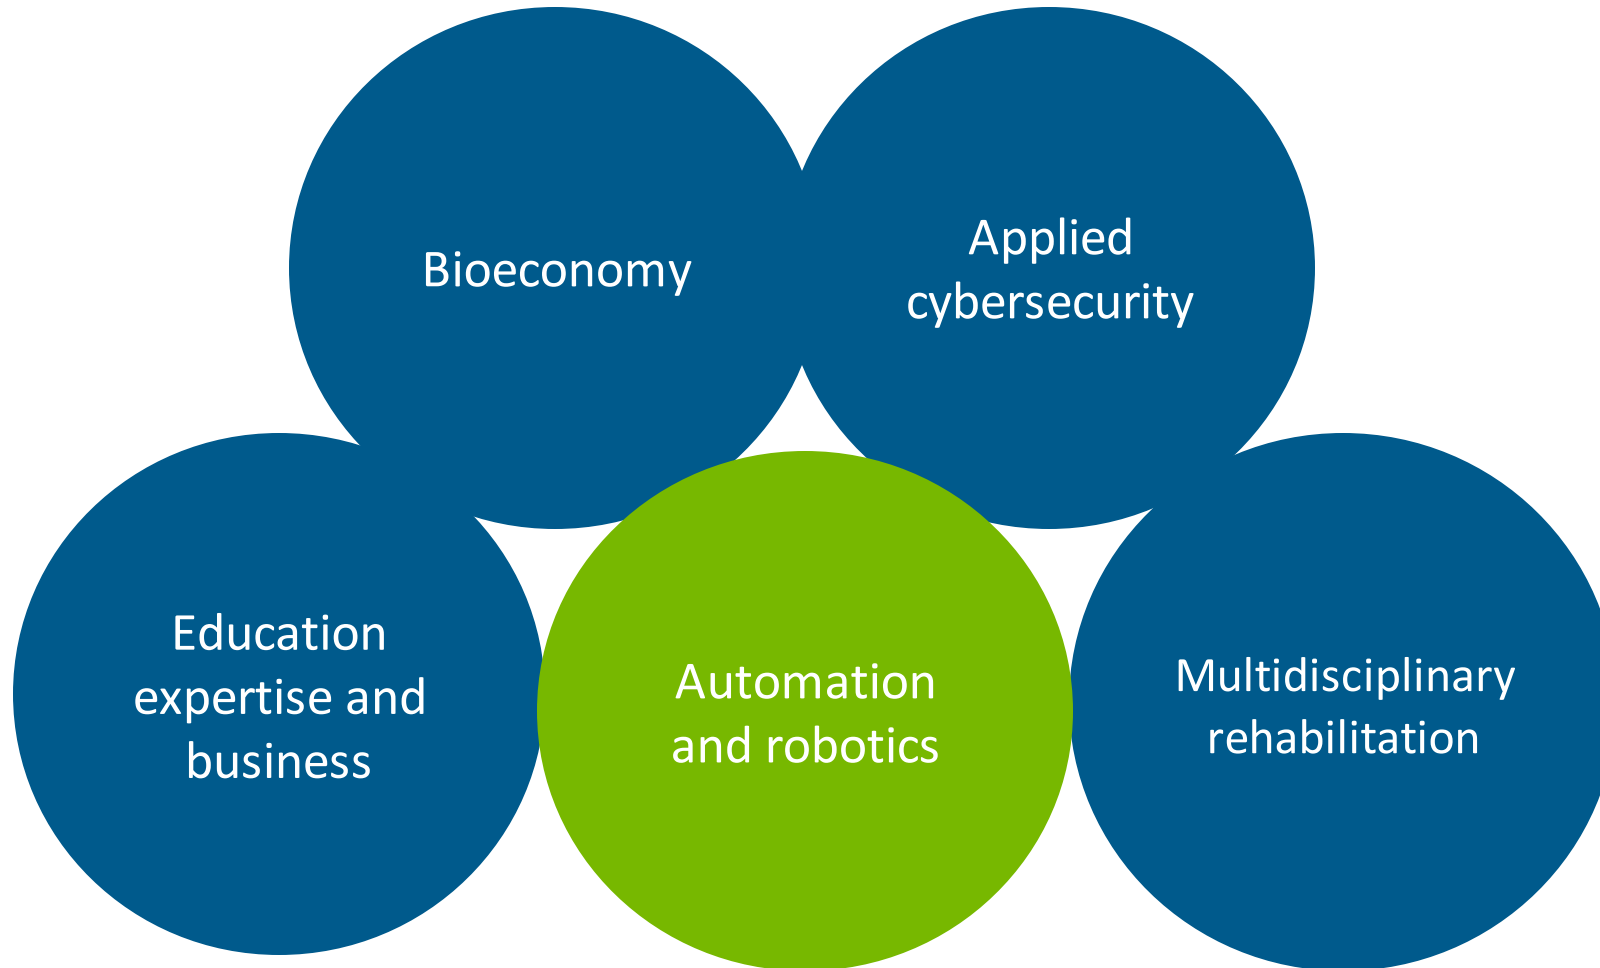 Bioeconomy
Applied
cybersecurity
Education
expertise and
business
Automation
and robotics
Multidisciplinary
rehabilitation